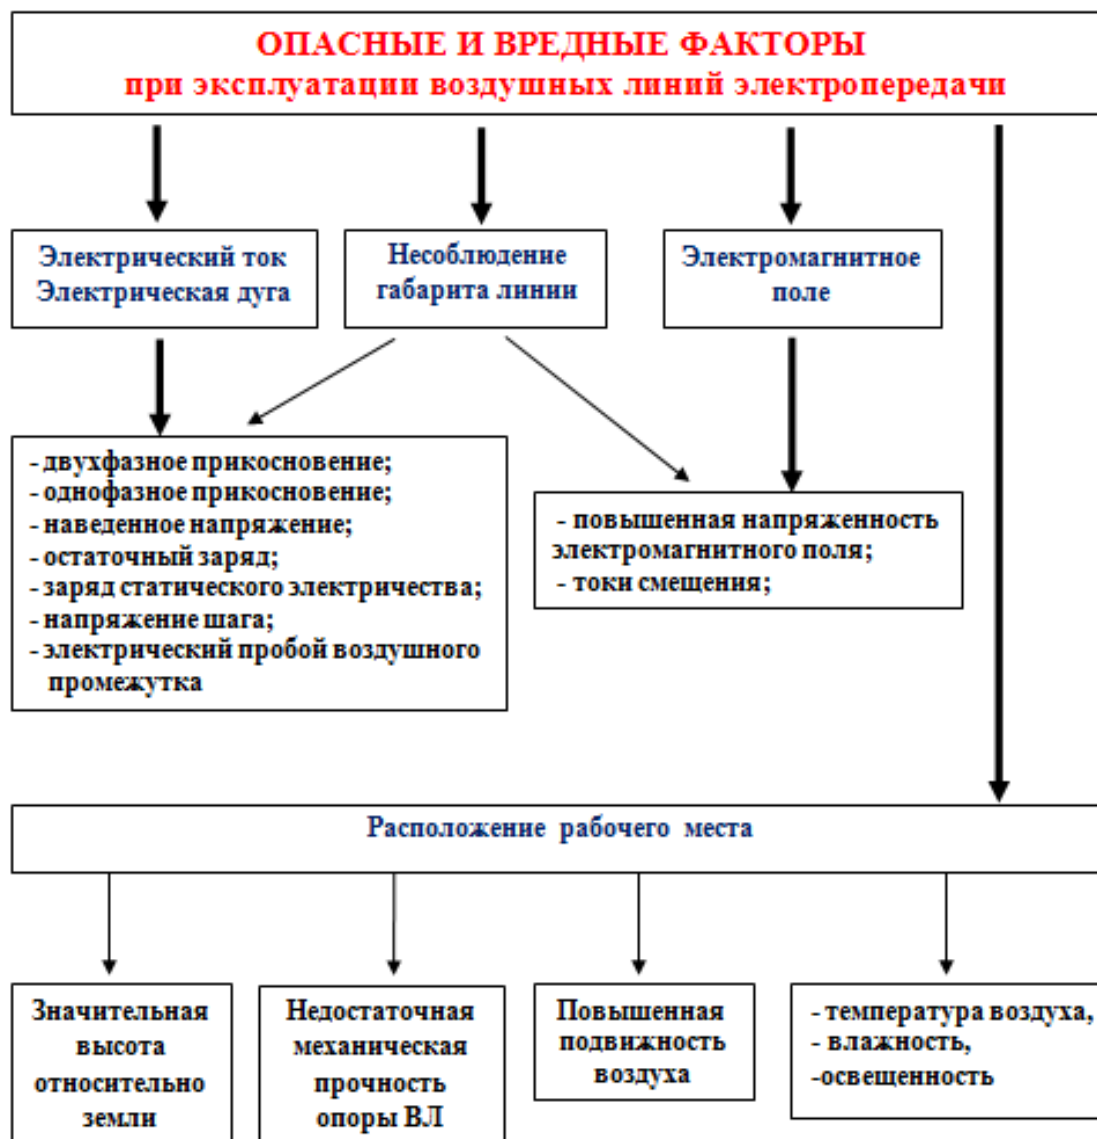 ОПАСНЫЕ И ВРЕДНЫЕ ФАКТОРЫ
при эксплуатации воздушных линий электропередачи
Электрический ток
Электрическая дуга
Несоблюдение
габарита линии
Электромагнитное
поле
- двухфазное прикосновение;
- однофазное прикосновение;
- наведенное напряжение;
- остаточный заряд;
- заряд статического электричества;
- напряжение шага;
- электрический пробой воздушного
промежутка
- повышенная напряженность
электромагнитного поля;
- токи смещения;
Расположение рабочего места
Значительная
высота
относительно
земли
Недостаточная
механическая
прочность
опоры ВЛ
Повышенная
подвижность
воздуха
- температура воздуха,
- влажность,
-освещенность